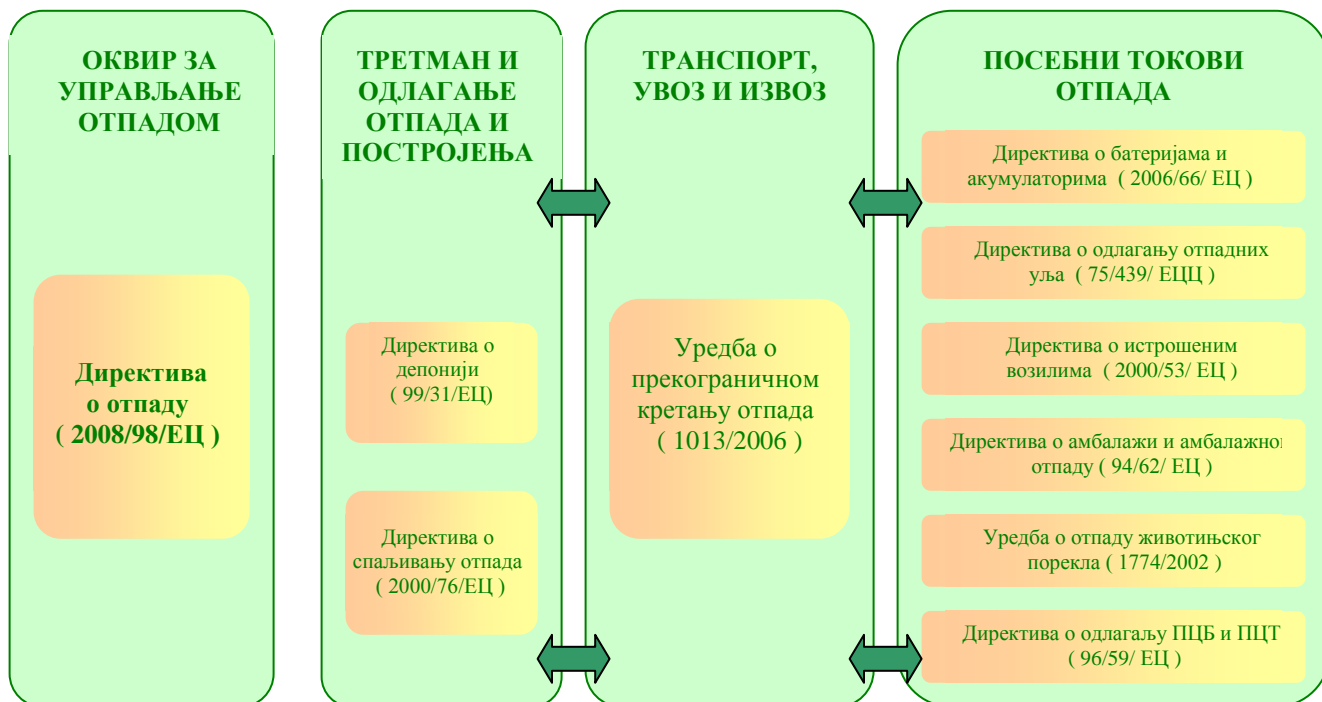 ОКВИР ЗА
УПРАВЉАЊЕ
ОТПАДОМ
Директива
о отпаду
( 2008/98/ЕЦ )
ТРЕТМАН И
ОДЛАГАЊЕ
ОТПАДА И
ПОСТРОЈЕЊА
Директива о
депонији
( 99/31/ЕЦ)
Директива о
спаљивању отпада
( 2000/76/ЕЦ )
ТРАНСПОРТ,
УВОЗ И ИЗВОЗ
Уредба о
прекограничном
кретању отпада
( 1013/2006 )
ПОСЕБНИ ТОКОВИ
ОТПАДА
Директива о батеријама и
акумулаторима ( 2006/66/ ЕЦ )
Директива о одлагању отпадних
уља ( 75/439/ ЕЦЦ )
Директива о истрошеним
возилима ( 2000/53/ ЕЦ )
Директива о амбалажи и амбалажно
отпаду ( 94/62/ ЕЦ )
Уредба о отпаду животињског
порекла ( 1774/2002 )
Директива о одлагаљу ПЦБ и ПЦТ
( 96/59/ ЕЦ )